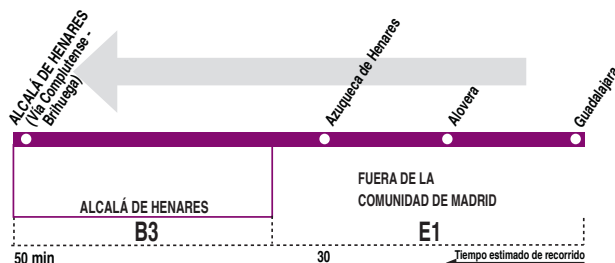 ALCALÁ DE HENARES
(Vía Complutense -
Brihuega)
Azuqueca de Henares
Alovera
Guadalajara
ALCALÁ DE HENARES
FUERA DE LA
COMUNIDAD DE MADRID
B3
E1
50 min
30
Tiempo estimado de recorrido